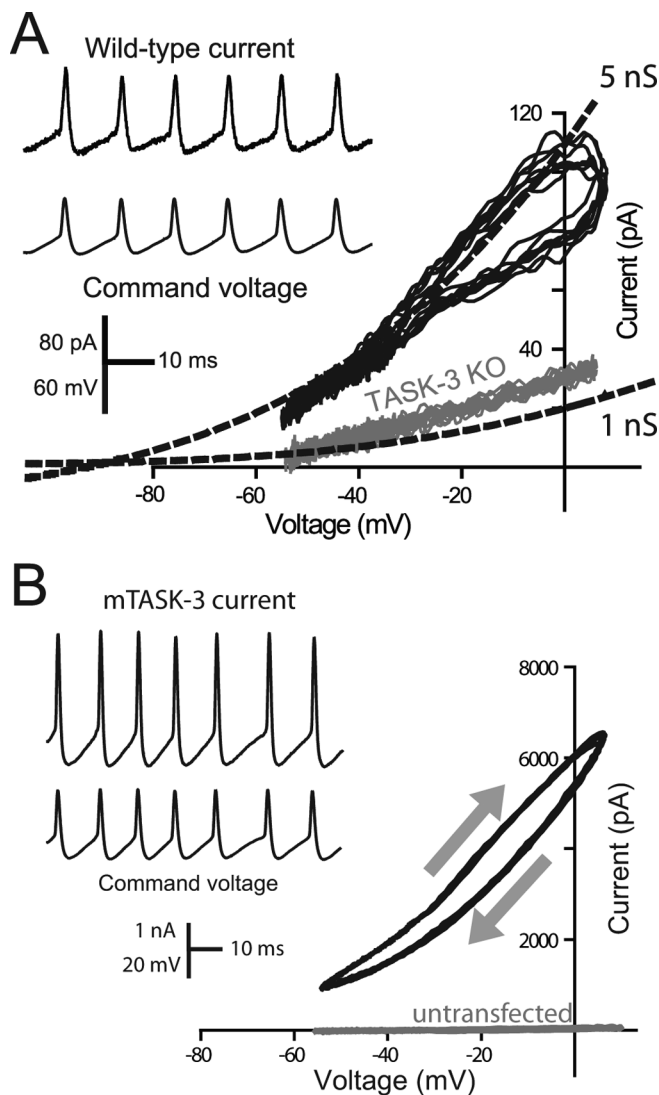 A
Wild-type current
5 nS
120
Command voltage
Current (pA)
80 pA
10 ms
60 mV
40
TASK-3 KO
1 nS
-80
-60
-40
-20
Voltage (mV)
B
mTASK-3 current
8000
6000
Current (pA)
Command voltage
1 nA
10 ms
20 mV
2000
untransfected
-80
-60
-40
-20
Voltage (mV)